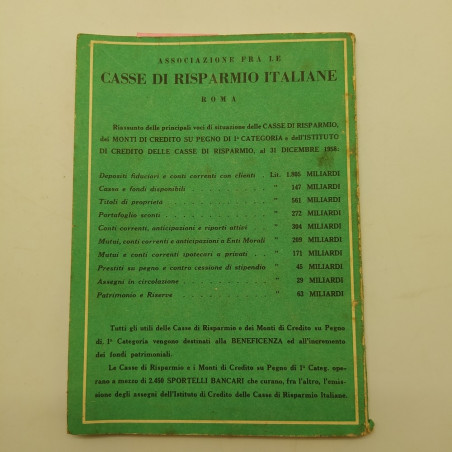 ASSOCIAZIONE FRA LE
CASSE DI RISPARMIO ITALIANE
ROMA
Riassunto delle principali voci di situazione delle CASSE DI RISPARMIO,
dei MONTI DI CREDITO SU PEGNO DI Iª CATEGORIA e dell'ISTITUTO
DI CREDITO DELLE CASSE DI RISPARMIO, al 31 DICEMBRE 1956.
Depositi fiduciari e conti correnti con clienti . Lit. 1.985 MILIARDI
Cassa e fondi disponibili . . . . . . . . . " 147 MILIARDI
Titoli di proprietà . . . . . . . . . . " 561 MILIARDI
Portafoglio sconti . . . . . . . . . . " 272 MILIARDI
Conti correnti, anticipazioni e riporti attivi . . " 304 MILIARDI
Mutui, conti correnti e anticipazioni a Enti Morali " 289 MILIARDI
Mutui e conti correnti ipotecari a privati . . . " 171 MILIARDI
Prestiti su pegno e contro cessione di stipendio " 45 MILIARDI
Assegni in circolazione . . . . . . . . . " 29 MILIARDI
Patrimonio e Riserve . . . . . . . . . " 63 MILIARDI
Tutti gli utili delle Casse di Risparmio e dei Monti di Credito su Pegno
di Iª Categoria vengono destinati alla BENEFICENZA ed all'incremento
dei fondi patrimoniali.
Le Casse di Risparmio e i Monti di Credito su Pegno di Iª Categ. ope-
rano a mezzo di 2.450 SPORTELLI BANCARI che curano, fra l'altro, l'emis-
sione degli assegni dell'Istituto di Credito delle Casse di Risparmio Italiane.